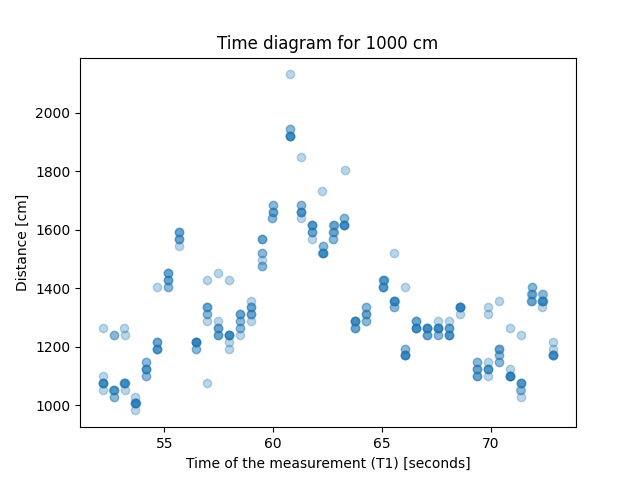 Time diagram for 1000 cm
2000
1800
1600
1400
1200
1000
Distance [cm]
55 60 65 70
Time of the measurement (T1) [seconds]